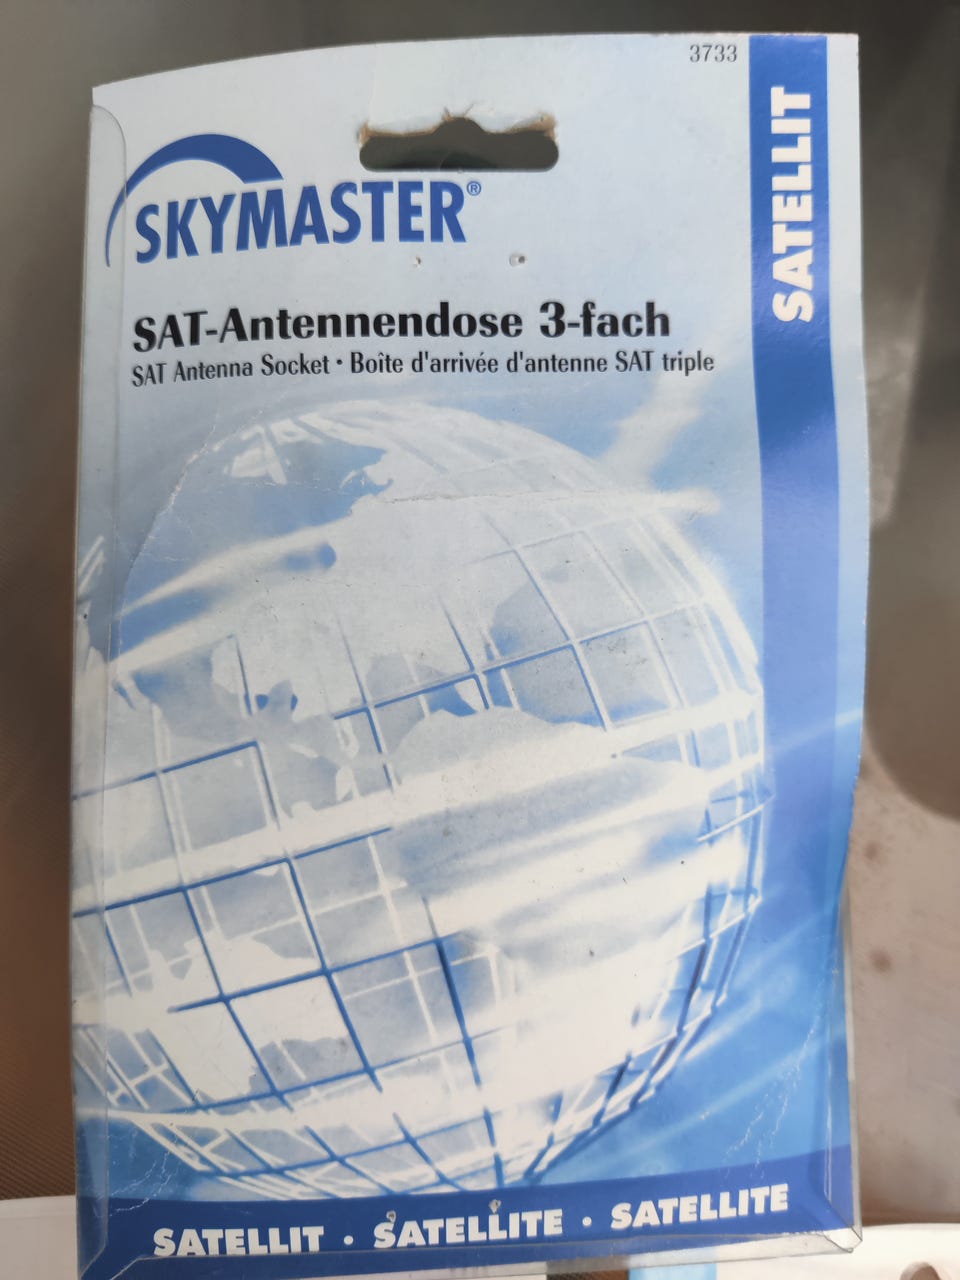 3733
SATELLIT
SKYMASTER®
SAT-Antennendose 3-fach
SAT Antenna Socket · Boîte d'arrivée d'antenne SAT triple
SATELLIT · SATELLITE · SATELLITE